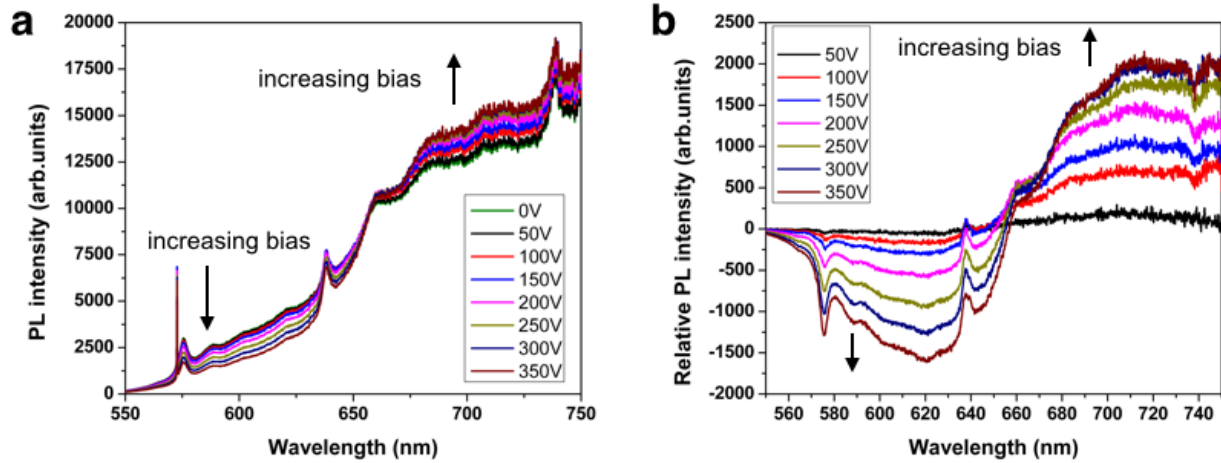 a
20000
17500
15000
12500
10000
7500
5000
2500
0
PL intensity (arb.units)
increasing bias
increasing bias
0V
50V
100V
150V
200V
250V
300V
350V
550
600
650
700
750
Wavelength (nm)
b
2500
2000
1500
1000
500
0
-500
-1000
-1500
-2000
Relative PL intensity (arb.units)
increasing bias
50V
100V
150V
200V
250V
300V
350V
560
580
600
620
640
660
680
700
720
740
Wavelength (nm)